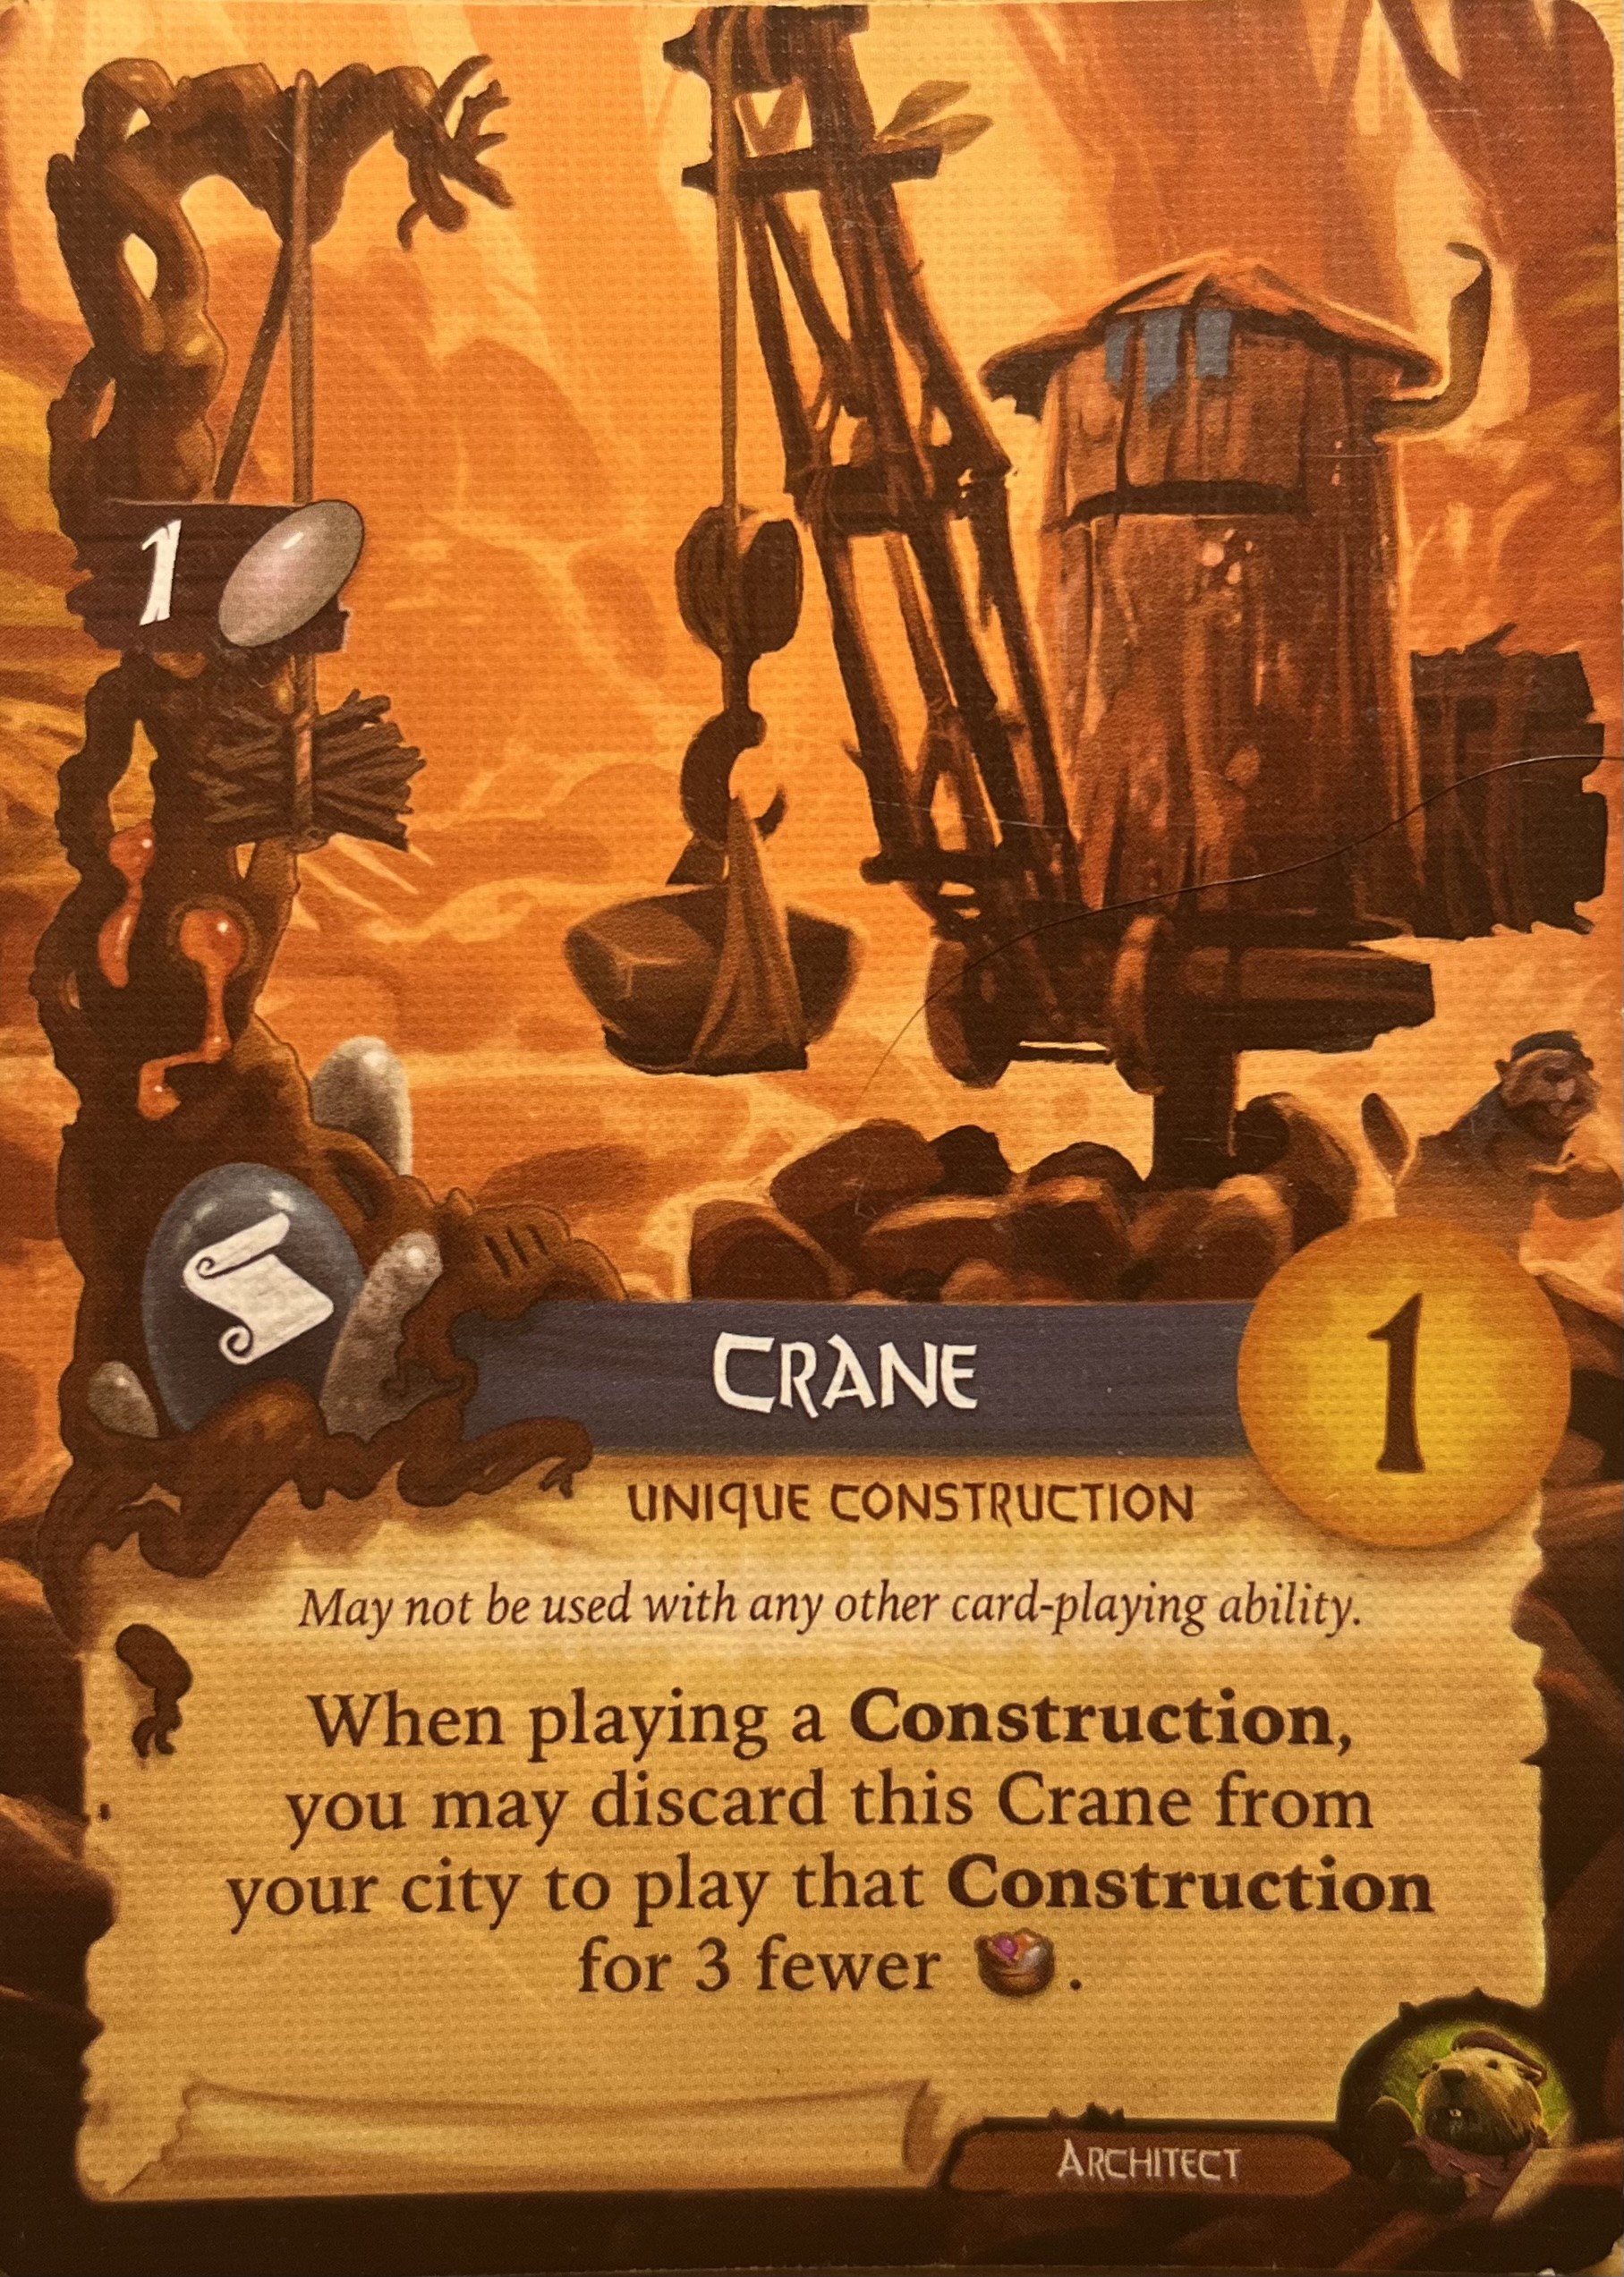 1
CRANE
1
UNIQUE CONSTRUCTION
May not be used with any other card-playing ability.
When playing a Construction,
you may discard this Crane from
your city to play that Construction
for 3 fewer .
ARCHITECT